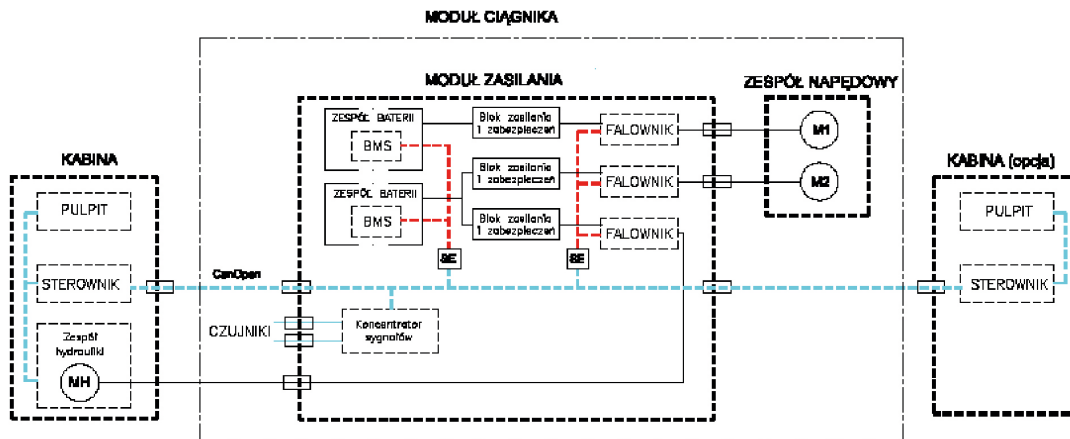 MODUŁ CIĄGNIKA
MODUŁ ZASILANIA
ZESPÓŁ NAPĘDOWY
KABINA
KABINA (opcja)
ZESPÓŁ BATERII
BMS
ZESPÓŁ BATERII
BMS
Blok zasilania
i zabezpieczeń
Blok zasilania
i zabezpieczeń
Blok zasilania
i zabezpieczeń
FALOWNIK
FALOWNIK
FALOWNIK
M1
M2
PULPIT
STEROWNIK
Zespół
hydrauliki
MH
CanOpen
SE
SE
CZUJNIKI
Koncentrator
sygnałów
PULPIT
STEROWNIK